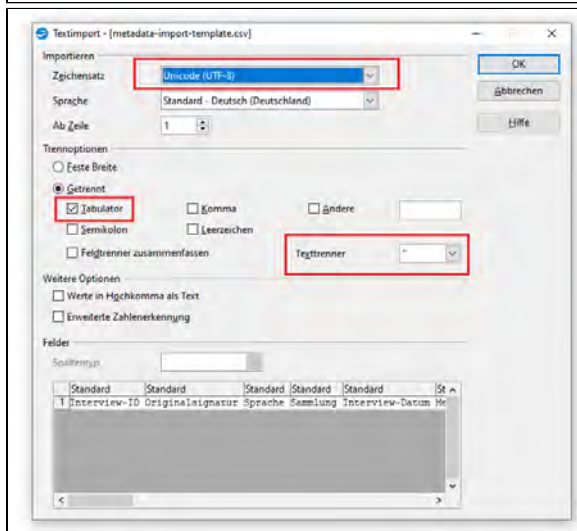 Textimport - [metadata-import-template.csv]
Importieren
Zeichensatz Unicode (UTF-8)
Sprache Standard - Deutsch (Deutschland)
Ab Zeile 1
Trennoptionen
Feste Breite
Getrennt
Tabulator Komma Andere
Semikolon Leerzeichen
Feldtrenner zusammenfassen Texttrenner "
Weitere Optionen
Werte in Hochkomma als Text
Erweiterte Zahlenerkennung
Felder
Spaltentyp
Standard Standard Standard Standard Standard St
1 Interview-ID Originalsignatur Sprache Sammlung Interview-Datum Me
OK
Abbrechen
Hilfe